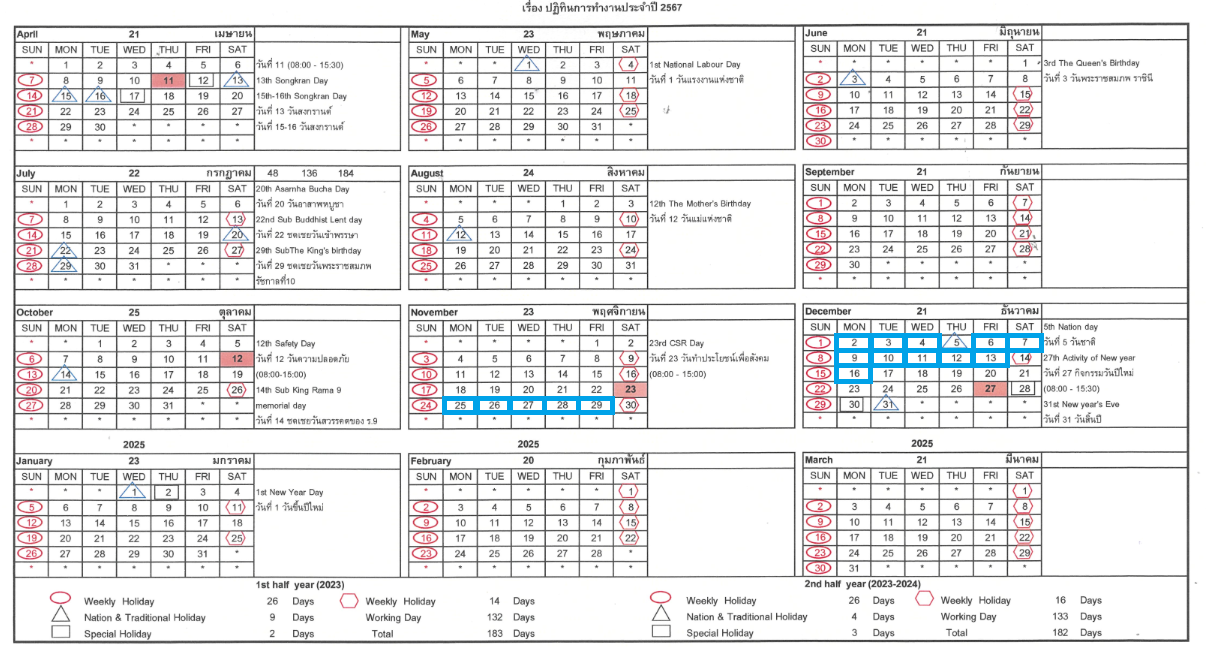 เรื่อง ปฏิทินการทำงานประจำปี 2567
April 21 เมษายน
SUN MON TUE WED THU FRI SAT
* 1 2 3 4 5 6 วันที่ 11 (08:00 - 15:30)
7 8 9 10 11 12 13 13th Songkran Day
14 15 16 17 18 19 20 15th-16th Songkran Day
21 22 23 24 25 26 27 วันที่ 13 วันสงกรานต์
28 29 30 * * * * วันที่ 15-16 วันสงกรานต์
* * * * * * *
May 23 พฤษภาคม
SUN MON TUE WED THU FRI SAT
* * * 1 2 3 4 1st National Labour Day
5 6 7 8 9 10 11 วันที่ 1 วันแรงงานแห่งชาติ
12 13 14 15 16 17 18
19 20 21 22 23 24 25
26 27 28 29 30 31 *
* * * * * * *
June 21 มิถุนายน
SUN MON TUE WED THU FRI SAT
* * * * * * 1 3rd The Queen's Birthday
2 3 4 5 6 7 8 วันที่ 3 วันพระราชสมภพ ราชินี
9 10 11 12 13 14 15
16 17 18 19 20 21 22
23 24 25 26 27 28 29
30 * * * * * *
July 22 กรกฎาคม 48 136 184
SUN MON TUE WED THU FRI SAT 20th Asarnha Bucha Day
* 1 2 3 4 5 6 วันที่ 20 วันอาสาฬหบูชา
7 8 9 10 11 12 13 22nd Sub Buddhist Lent day
14 15 16 17 18 19 20 วันที่ 22 ชดเชยวันเข้าพรรษา
21 22 23 24 25 26 27 29th SubThe King's birthday
28 29 30 31 * * * วันที่ 29 ชดเชยวันพระราชสมภพ
* * * * * * * รัชกาลที่10
August 24 สิงหาคม
SUN MON TUE WED THU FRI SAT
* * * * 1 2 3 12th The Mother's Birthday
4 5 6 7 8 9 10 วันที่ 12 วันแม่แห่งชาติ
11 12 13 14 15 16 17
18 19 20 21 22 23 24
25 26 27 28 29 30 31
* * * * * * *
September 21 กันยายน
SUN MON TUE WED THU FRI SAT
1 2 3 4 5 6 7
8 9 10 11 12 13 14
15 16 17 18 19 20 21
22 23 24 25 26 27 28
29 30 * * * * *
* * * * * * *
October 25 ตุลาคม
SUN MON TUE WED THU FRI SAT
* * 1 2 3 4 5 12th Safety Day
6 7 8 9 10 11 12 วันที่ 12 วันความปลอดภัย
13 14 15 16 17 18 19 (08:00-15:00)
20 21 22 23 24 25 26 14th Sub King Rama 9
27 28 29 30 31 * * memorial day
* * * * * * * วันที่ 14 ชดเชยวันสวรรคตของ ร.9
November 23 พฤศจิกายน
SUN MON TUE WED THU FRI SAT
* * * * * 1 2 23rd CSR Day
3 4 5 6 7 8 9 วันที่ 23 วันทำประโยชน์เพื่อสังคม
10 11 12 13 14 15 16 (08:00 - 15:00)
17 18 19 20 21 22 23
24 25 26 27 28 29 30
* * * * * * *
December 21 ธันวาคม
SUN MON TUE WED THU FRI SAT 5th Nation day
1 2 3 4 5 6 7 วันที่ 5 วันชาติ
8 9 10 11 12 13 14 27th Activity of New year
15 16 17 18 19 20 21 วันที่ 27 กิจกรรมวันปีใหม่
22 23 24 25 26 27 28 (08:00 - 15:30)
29 30 31 * * * * 31st New year's Eve
* * * * * * * วันที่ 31 วันสิ้นปี
2025
January 23 มกราคม
SUN MON TUE WED THU FRI SAT
* * * 1 2 3 4 1st New Year Day
5 6 7 8 9 10 11 วันที่ 1 วันขึ้นปีใหม่
12 13 14 15 16 17 18
19 20 21 22 23 24 25
26 27 28 29 30 31 *
* * * * * * *
2025
February 20 กุมภาพันธ์
SUN MON TUE WED THU FRI SAT
* * * * * * 1
2 3 4 5 6 7 8
9 10 11 12 13 14 15
16 17 18 19 20 21 22
23 24 25 26 27 28 *
* * * * * * *
2025
March 21 มีนาคม
SUN MON TUE WED THU FRI SAT
* * * * * * 1
2 3 4 5 6 7 8
9 10 11 12 13 14 15
16 17 18 19 20 21 22
23 24 25 26 27 28 29
30 31 * * * * *
1st half year (2023)
Weekly Holiday 26 Days Weekly Holiday 14 Days
Nation & Traditional Holiday 9 Days Working Day 132 Days
Special Holiday 2 Days Total 183 Days
2nd half year (2023-2024)
Weekly Holiday 26 Days Weekly Holiday 16 Days
Nation & Traditional Holiday 4 Days Working Day 133 Days
Special Holiday 3 Days Total 182 Days